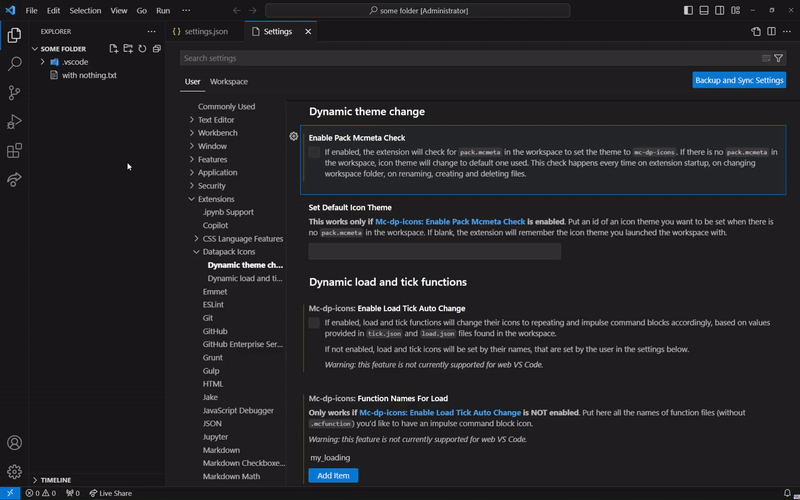 File Edit Selection View Go Run ···
some folder [Administrator]
EXPLORER ···
SOME FOLDER
.vscode
with nothing.txt
TIMELINE
{} settings.json
Settings
Search settings
User Workspace
Backup and Sync Settings
Commonly Used
Text Editor
Workbench
Window
Features
Application
Security
Extensions
.ipynb Support
Copilot
CSS Language Features
Datapack Icons
Dynamic theme ch...
Dynamic load and ti...
Emmet
ESLint
Git
GitHub
GitHub Enterprise Ser...
Grunt
Gulp
HTML
Jake
JavaScript Debugger
JSON
Jupyter
Markdown
Markdown Checkboxe...
Markdown Math
Dynamic theme change
Enable Pack Mcmeta Check
If enabled, the extension will check for pack.mcmeta in the workspace to set the theme to mc-dp-icons. If there is no pack.mcmeta in
the workspace, icon theme will change to default one used. This check happens every time on extension startup, on changing
workspace folder, on renaming, creating and deleting files.
Set Default Icon Theme
This works only if Mc-dp-icons: Enable Pack Mcmeta Check is enabled. Put an id of an icon theme you want to be set when there is
no pack.mcmeta in the workspace. If blank, the extension will remember the icon theme you launched the workspace with.
Dynamic load and tick functions
Mc-dp-icons: Enable Load Tick Auto Change
If enabled, load and tick functions will change their icons to repeating and impulse command blocks accordingly, based on values
provided in tick.json and load.json files found in the workspace.
If not enabled, load and tick icons will be set by their names, that are set by the user in the settings below.
Warning: this feature is not currently supported for web VS Code.
Mc-dp-icons: Function Names For Load
Only works if Mc-dp-icons: Enable Load Tick Auto Change is NOT enabled. Put here all the names of function files (without
.mcfunction) you'd like to have an impulse command block icon.
Warning: this feature is not currently supported for web VS Code.
my_loading
Add Item
0 0 0 Live Share